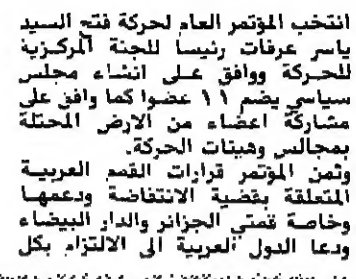 انتخب المؤتمر العام لحركة فتح السيد
ياسر عرفات رئيسا للجنة المركزية
للحركة ووافق على انشاء مجلس
سياسي يضم ١١ عضوا كما وافق على
مشاركة اعضاء من الارض المحتلة
بمجالس وهيئات الحركة.
وثمن المؤتمر قرارات القمم العربية
المتعلقة بقضية الانتفاضة ودعمها
وخاصة قمتي الجزائر والدار البيضاء
ودعا الدول العربية الى الالتزام بكل